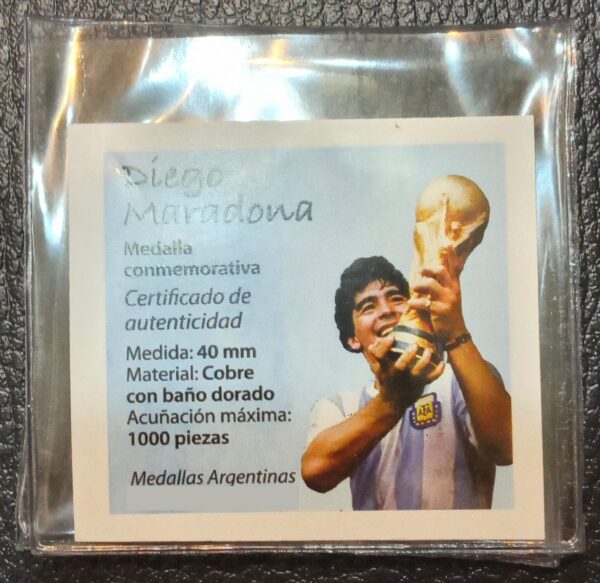 Diego
Maradona
Medalla
conmemorativa
Certificado de
autenticidad
Medida: 40 mm
Material: Cobre
con baño dorado
Acuñación máxima:
1000 piezas
Medallas Argentinas
AFA